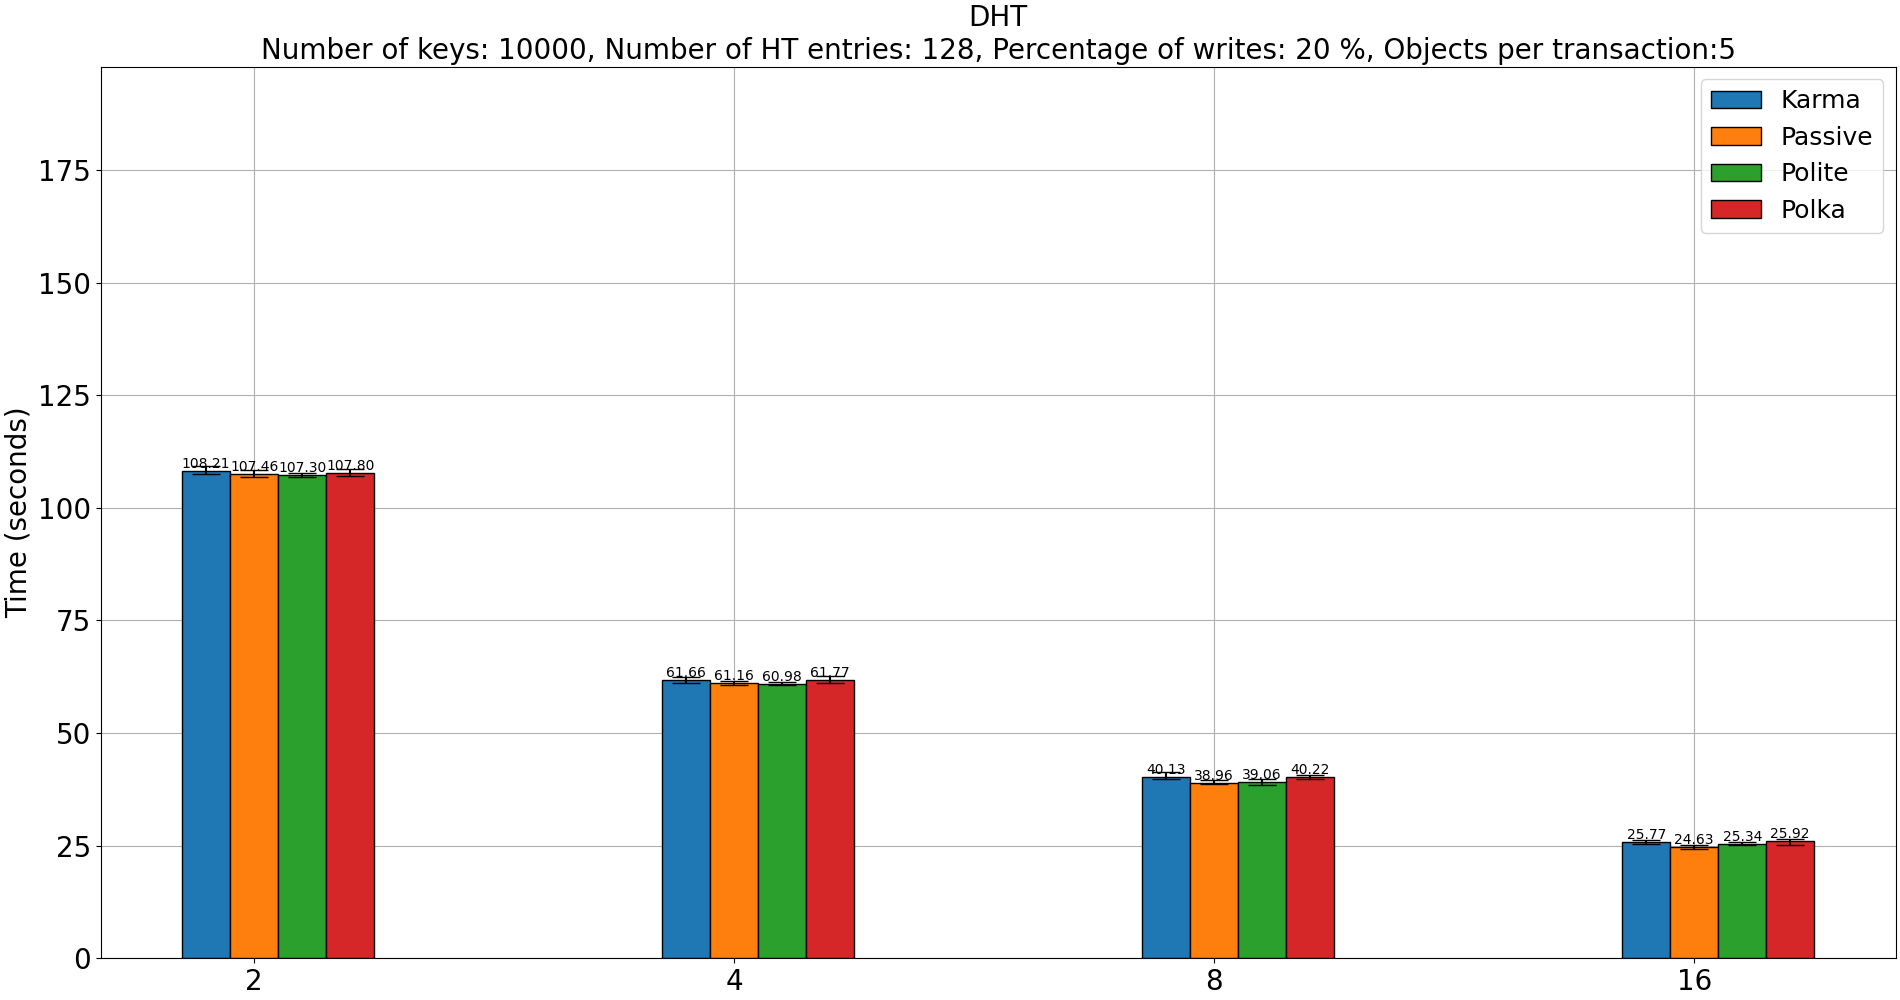 DHT
Number of keys: 10000, Number of HT entries: 128, Percentage of writes: 20 %, Objects per transaction:5
Karma
Passive
Polite
Polka
Time (seconds)
175
150
125
100
75
50
25
0
108.21 107.46 107.30 107.80
61.66 61.16 60.98 61.77
40.13 38.96 39.06 40.22
25.77 24.63 25.34 25.92
2 4 8 16